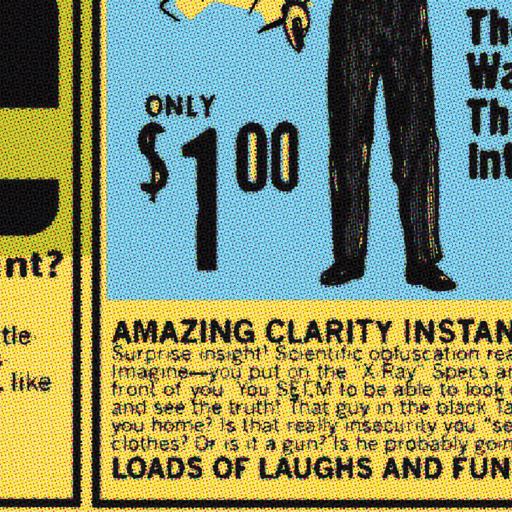 nt?
tle
like
ONLY
$1 00
Th
Wa
Th
Int
AMAZING CLARITY INSTAN
Surprise insight! Scientific obfuscation rea
Imagine—you put on the "X Ray" Specs an
front of you. You SEEM to be able to look
and see the truth! That guy in the black Ta
you home? Is that really insecurity you "se
clothes? Or is it a gun? Is he probably goin
LOADS OF LAUGHS AND FUN